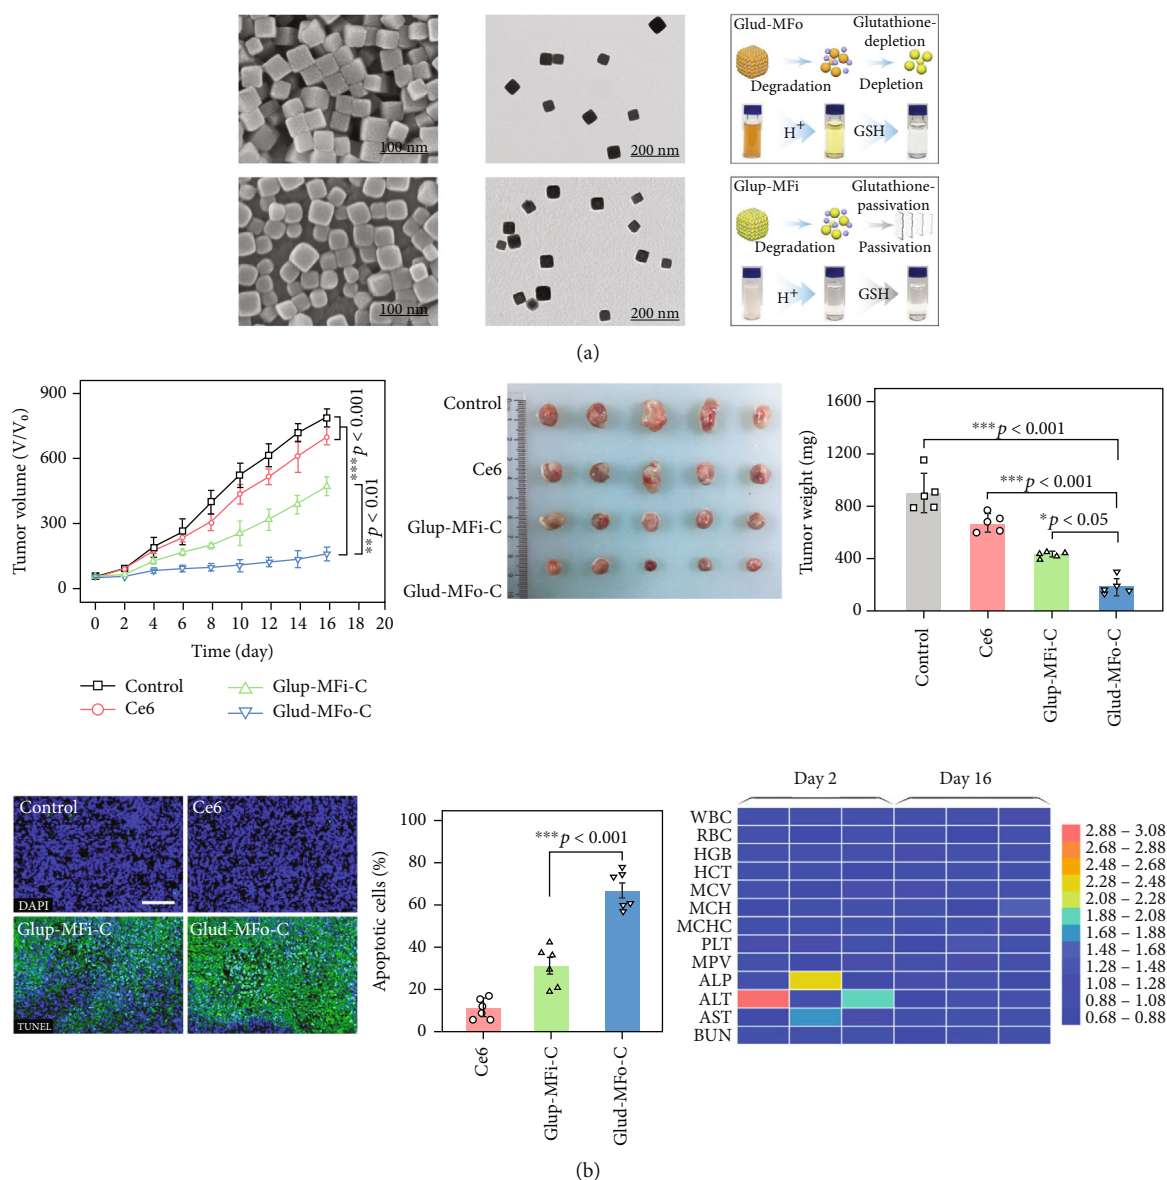 100 nm
200 nm
Glud-MFo
Glutathione-
depletion
Degradation
Depletion
H+
GSH
100 nm
200 nm
Glup-MFi
Glutathione-
passivation
Degradation
Passivation
H+
GSH
(a)
Tumor volume (V/V0)
900
600
300
0
0 2 4 6 8 10 12 14 16 18 20
Time (day)
***p < 0.001
**p < 0.01
Control
Ce6
Glup-MFi-C
Glud-MFo-C
Control
Ce6
Glup-MFi-C
Glud-MFo-C
Tumor weight (mg)
1600
1200
800
400
0
***p < 0.001
***p < 0.001
*p < 0.05
Control
Ce6
Glup-MFi-C
Glud-MFo-C
Control
Ce6
DAPI
Glup-MFi-C
Glud-MFo-C
TUNEL
Apoptotic cells (%)
100
80
60
40
20
0
***p < 0.001
Ce6
Glup-MFi-C
Glud-MFo-C
Day 2
Day 16
WBC
RBC
HGB
HCT
MCV
MCH
MCHC
PLT
MPV
ALP
ALT
AST
BUN
2.88 – 3.08
2.68 – 2.88
2.48 – 2.68
2.28 – 2.48
2.08 – 2.28
1.88 – 2.08
1.68 – 1.88
1.48 – 1.68
1.28 – 1.48
1.08 – 1.28
0.88 – 1.08
0.68 – 0.88
(b)